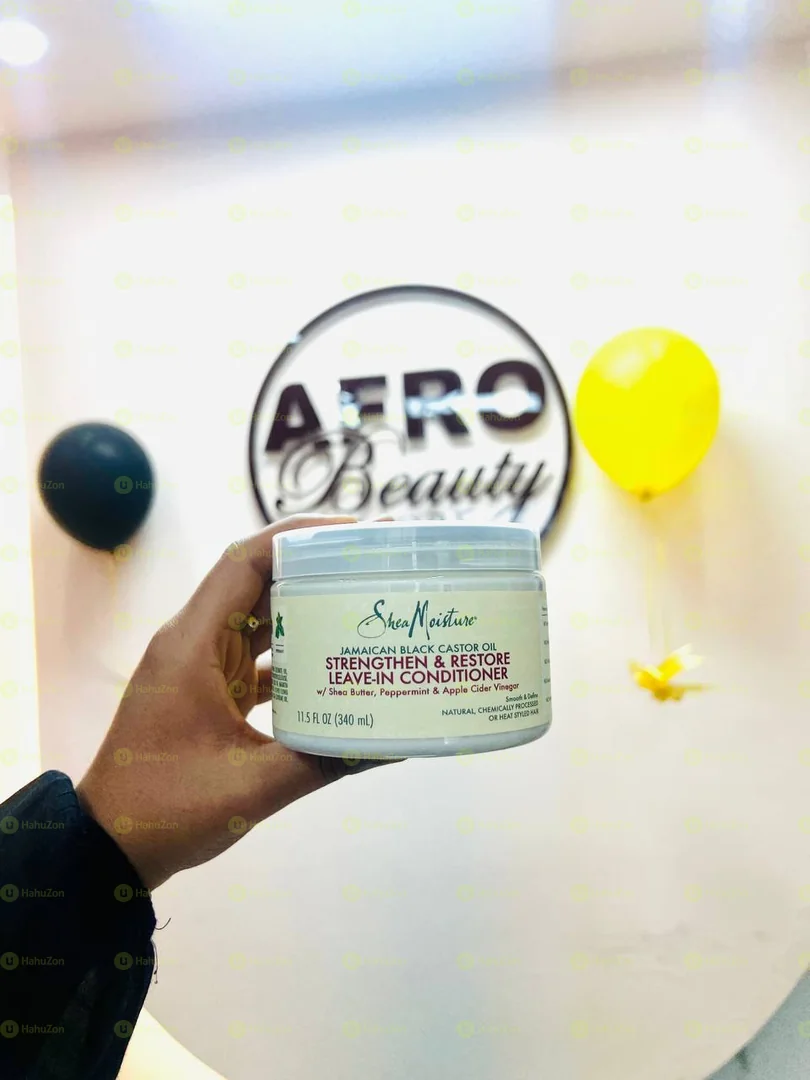 AFRO
Beauty
SheaMoisture
JAMAICAN BLACK CASTOR OIL
STRENGTHEN & RESTORE
LEAVE-IN CONDITIONER
w/ Shea Butter, Peppermint & Apple Cider Vinegar
Smooth & Define
NATURAL, CHEMICALLY PROCESSED
OR HEAT STYLED HAIR
11.5 FL OZ (340 mL)
HahuZon